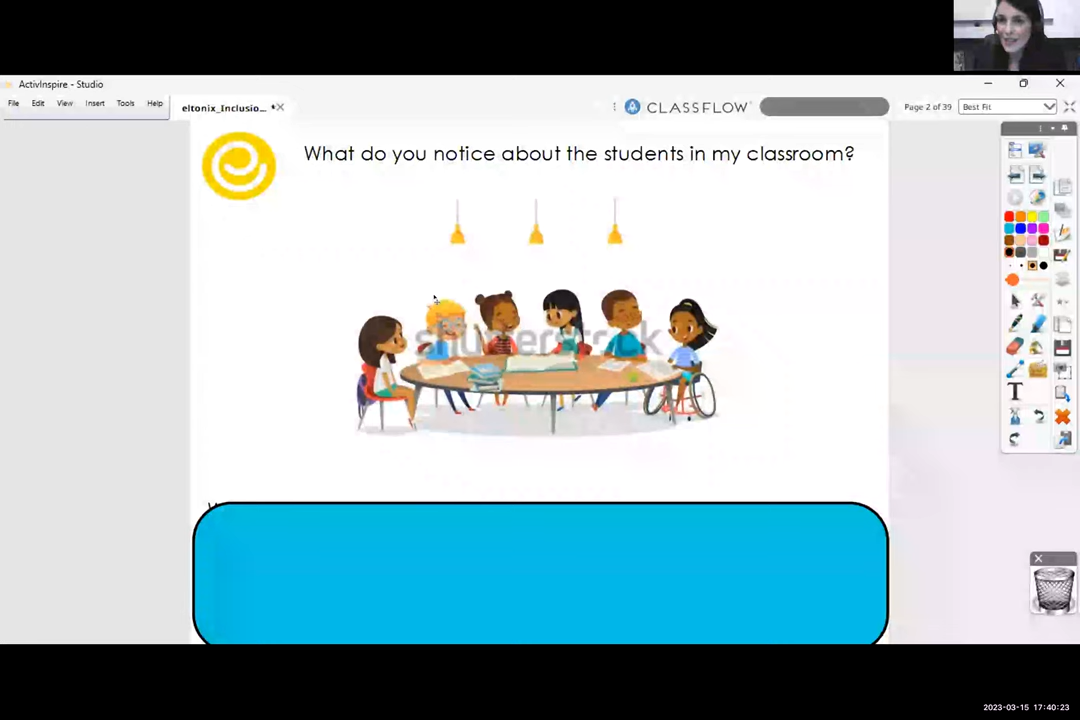 ActivInspire - Studio
File Edit View Insert Tools Help
eltonix_Inclusio... *
CLASSFLOW
Page 2 of 39
Best Fit
What do you notice about the students in my classroom?
shutterstock
T
2023-03-15 17:40:23